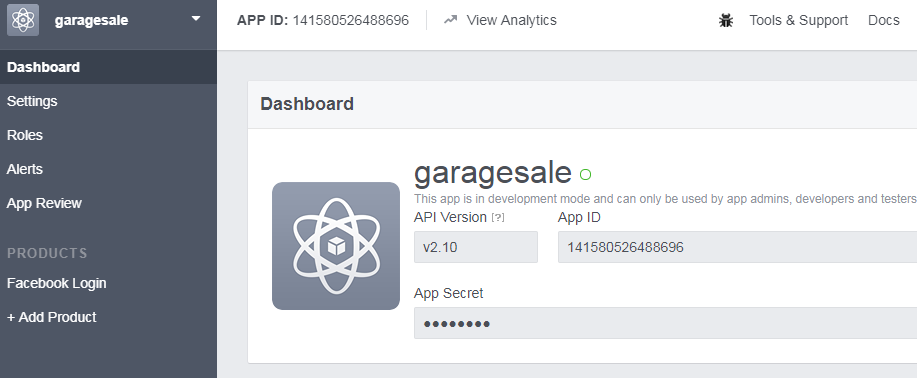 garagesale
APP ID: 141580526488696
View Analytics
Tools & Support
Docs
Dashboard
Settings
Roles
Alerts
App Review
PRODUCTS
Facebook Login
+ Add Product
Dashboard
garagesale
This app is in development mode and can only be used by app admins, developers and testers
API Version [?]
App ID
v2.10
141580526488696
App Secret
●●●●●●●●